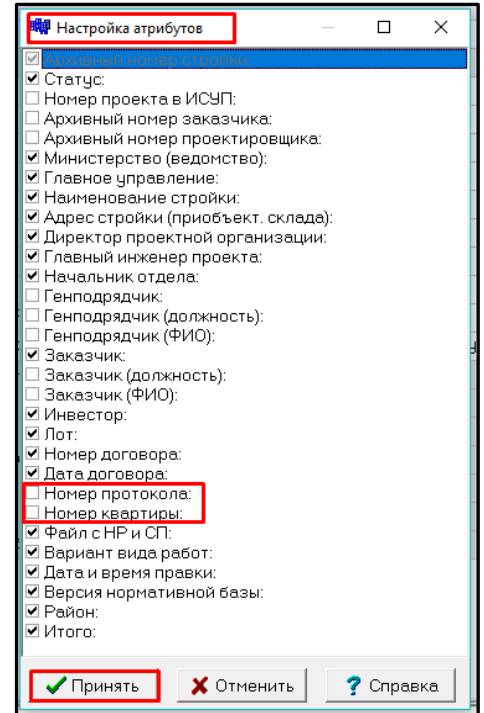 Настройка атрибутов
Архивный номер стройки:
Статус:
Номер проекта в ИСУП:
Архивный номер заказчика:
Архивный номер проектировщика:
Министерство (ведомство):
Главное управление:
Наименование стройки:
Адрес стройки (приобъект. склада):
Директор проектной организации:
Главный инженер проекта:
Начальник отдела:
Генподрядчик:
Генподрядчик (должность):
Генподрядчик (ФИО):
Заказчик:
Заказчик (должность):
Заказчик (ФИО):
Инвестор:
Лот:
Номер договора:
Дата договора:
Номер протокола:
Номер квартиры:
Файл с НР и СП:
Вариант вида работ:
Дата и время правки:
Версия нормативной базы:
Район:
Итого:
Принять Отменить ? Справка